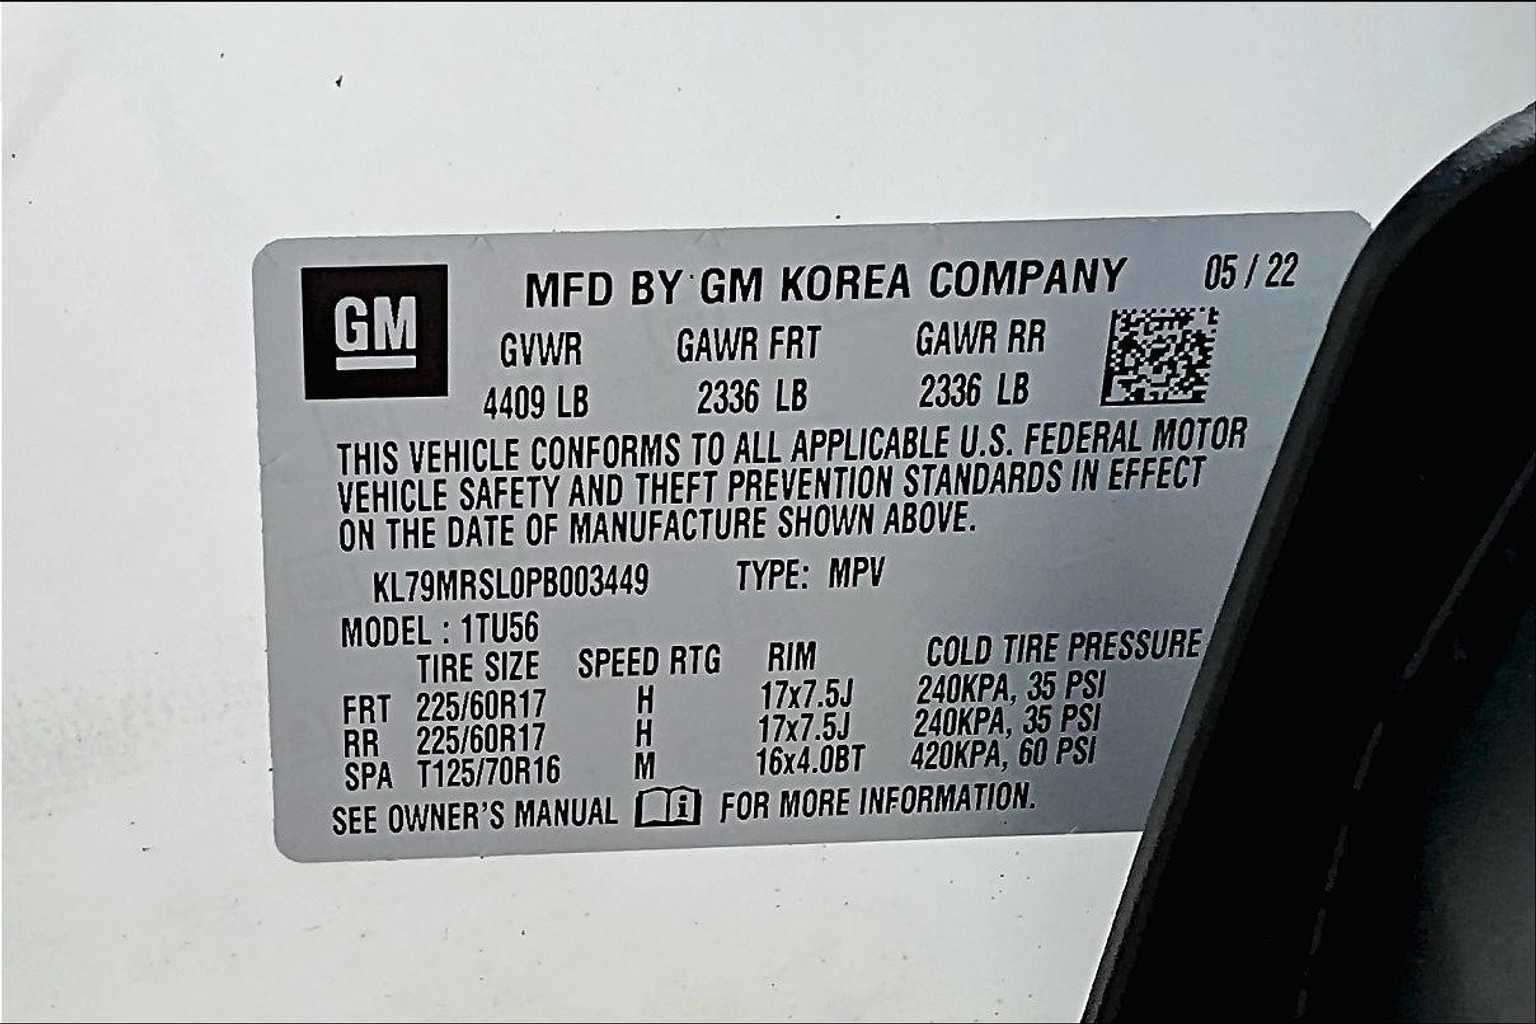 GM
MFD BY GM KOREA COMPANY 05 / 22
GVWR GAWR FRT GAWR RR
4409 LB 2336 LB 2336 LB
THIS VEHICLE CONFORMS TO ALL APPLICABLE U.S. FEDERAL MOTOR
VEHICLE SAFETY AND THEFT PREVENTION STANDARDS IN EFFECT
ON THE DATE OF MANUFACTURE SHOWN ABOVE.
KL79MRSL0PB003449 TYPE: MPV
MODEL : 1TU56
TIRE SIZE SPEED RTG RIM COLD TIRE PRESSURE
FRT 225/60R17 H 17x7.5J 240KPA, 35 PSI
RR 225/60R17 H 17x7.5J 240KPA, 35 PSI
SPA T125/70R16 M 16x4.0BT 420KPA, 60 PSI
SEE OWNER'S MANUAL i FOR MORE INFORMATION.